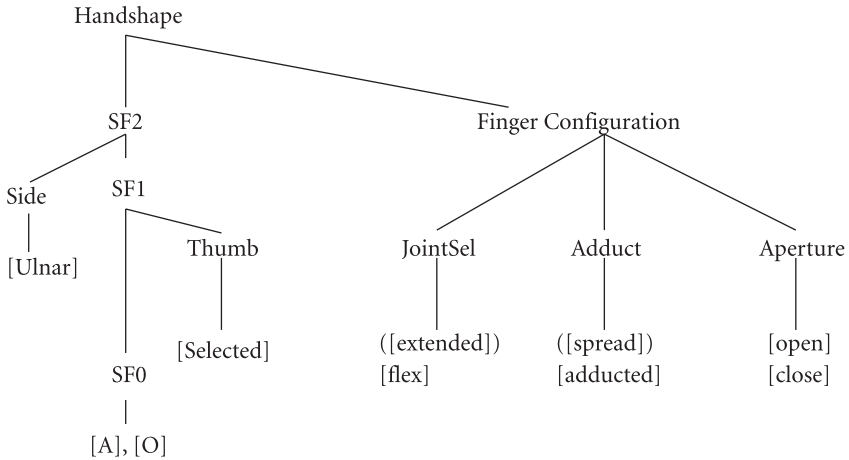 Handshape
SF2 Finger Configuration
Side SF1
Thumb JointSel Adduct Aperture
[Ulnar]
[Selected] ([extended]) ([spread]) [open]
SF0 [flex] [adducted] [close]
[A], [O]